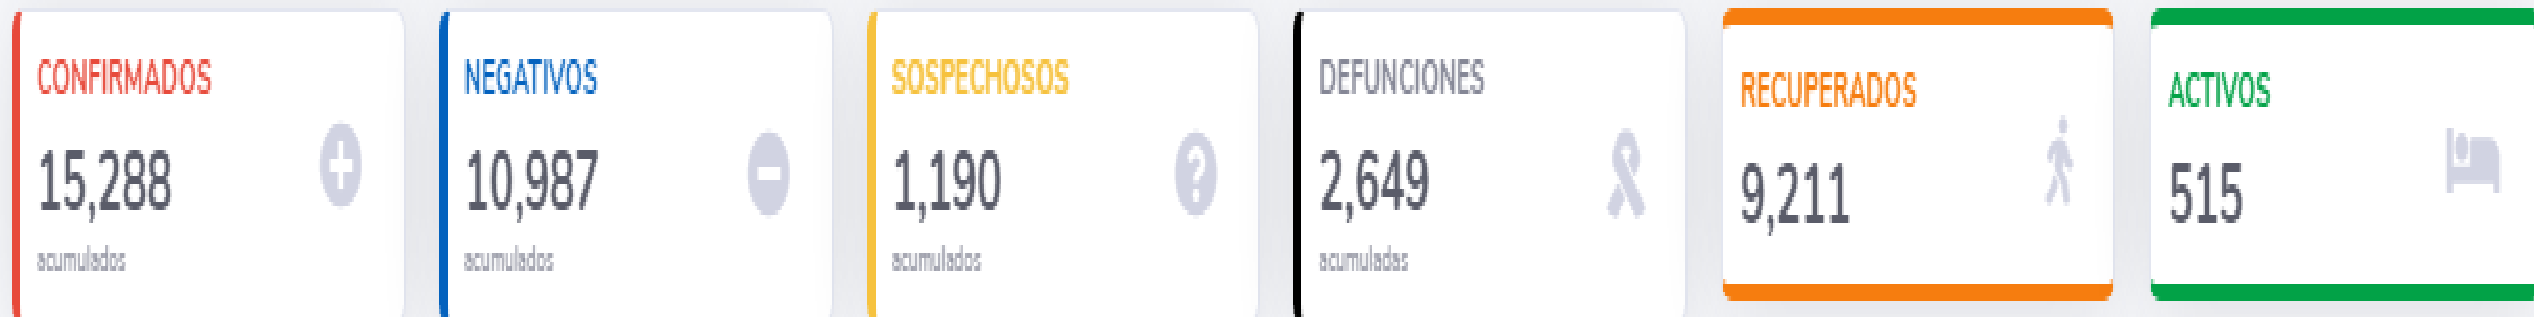 CONFIRMADOS
15,288
acumulados
NEGATIVOS
10,987
acumulados
SOSPECHOSOS
1,190
acumulados
DEFUNCIONES
2,649
acumuladas
RECUPERADOS
9,211
ACTIVOS
515